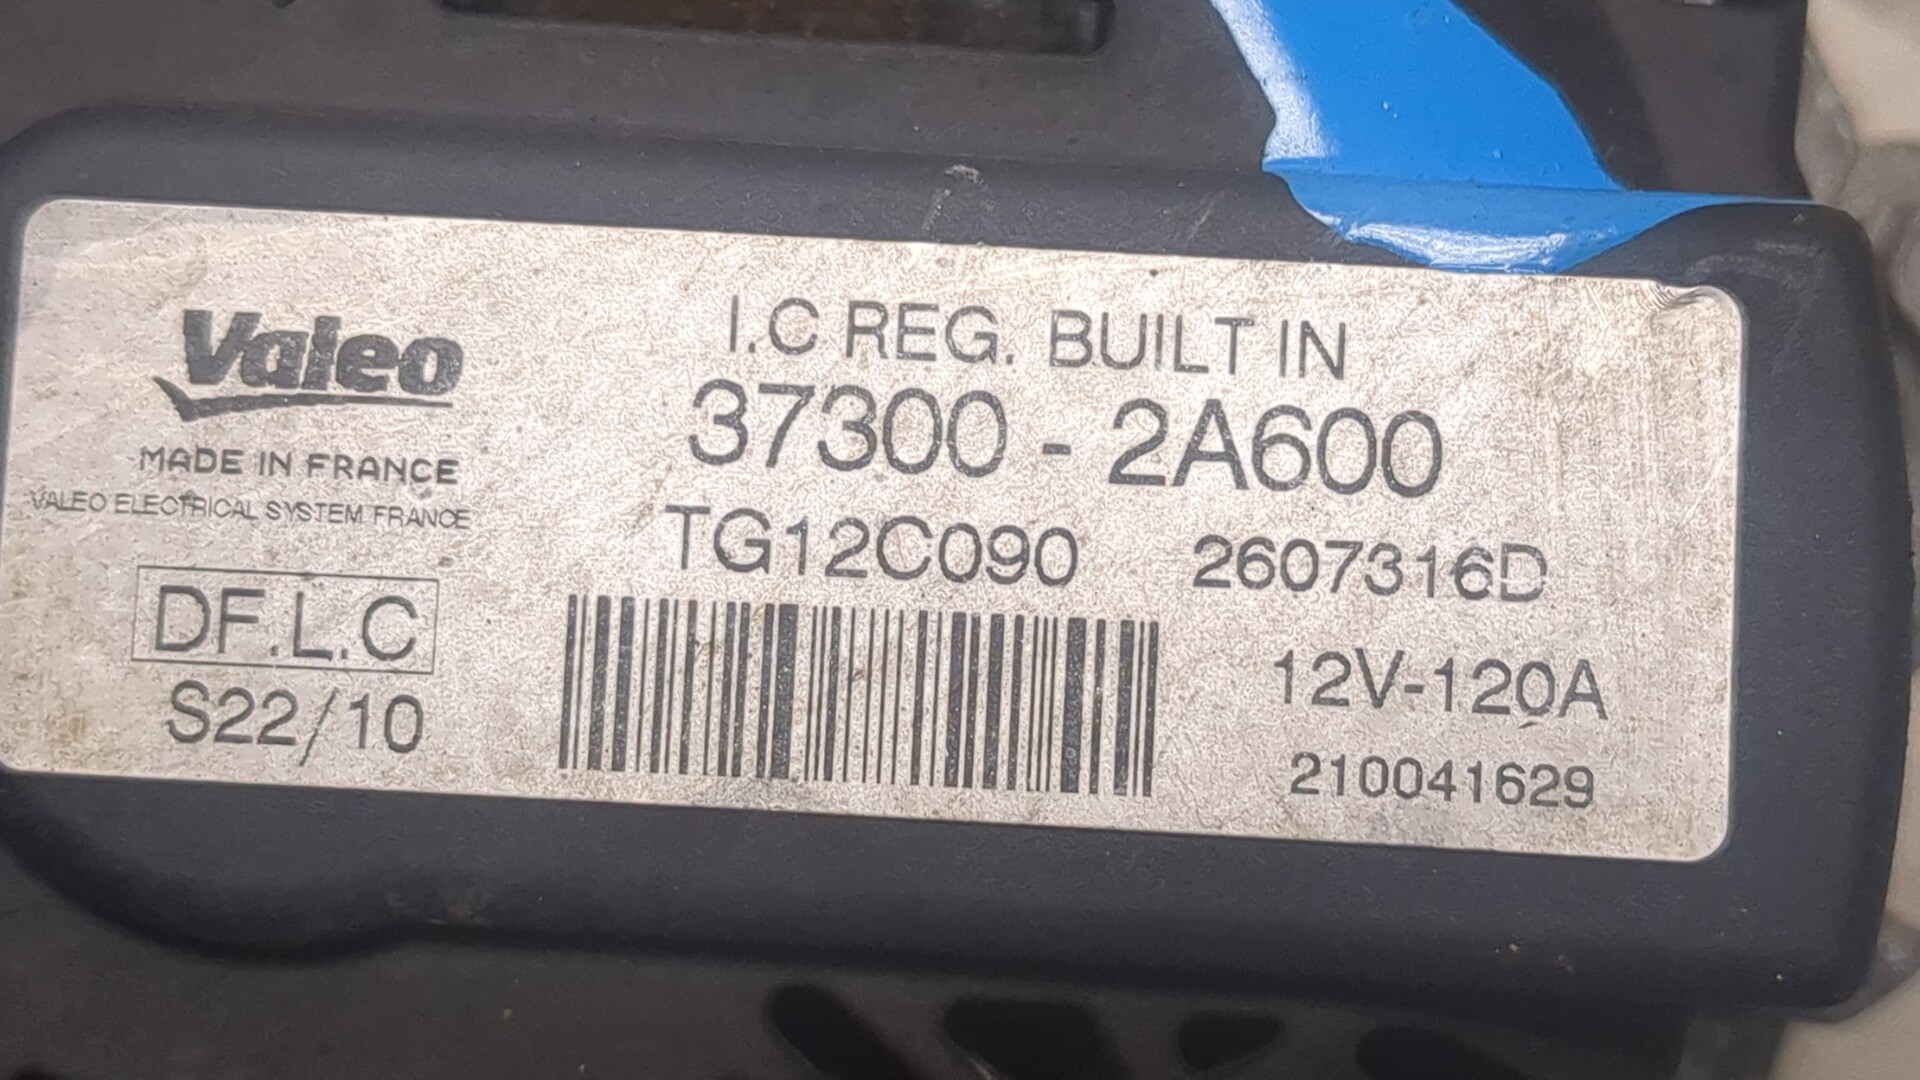 Valeo
MADE IN FRANCE
VALEO ELECTRICAL SYSTEM FRANCE
DF.L.C
S22/10
I.C REG. BUILT IN
37300-2A600
TG12C090 2607316D
12V-120A
210041629